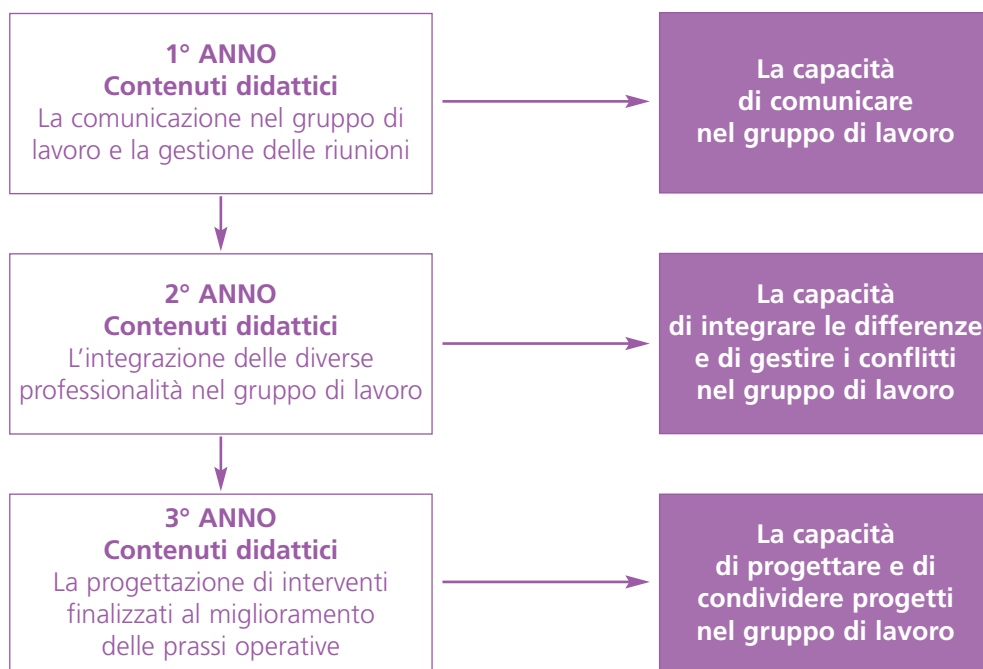 1° ANNO
Contenuti didattici
La comunicazione nel gruppo di
lavoro e la gestione delle riunioni
La capacità
di comunicare
nel gruppo di lavoro
2° ANNO
Contenuti didattici
L'integrazione delle diverse
professionalità nel gruppo di lavoro
La capacità
di integrare le differenze
e di gestire i conflitti
nel gruppo di lavoro
3° ANNO
Contenuti didattici
La progettazione di interventi
finalizzati al miglioramento
delle prassi operative
La capacità
di progettare e di
condividere progetti
nel gruppo di lavoro